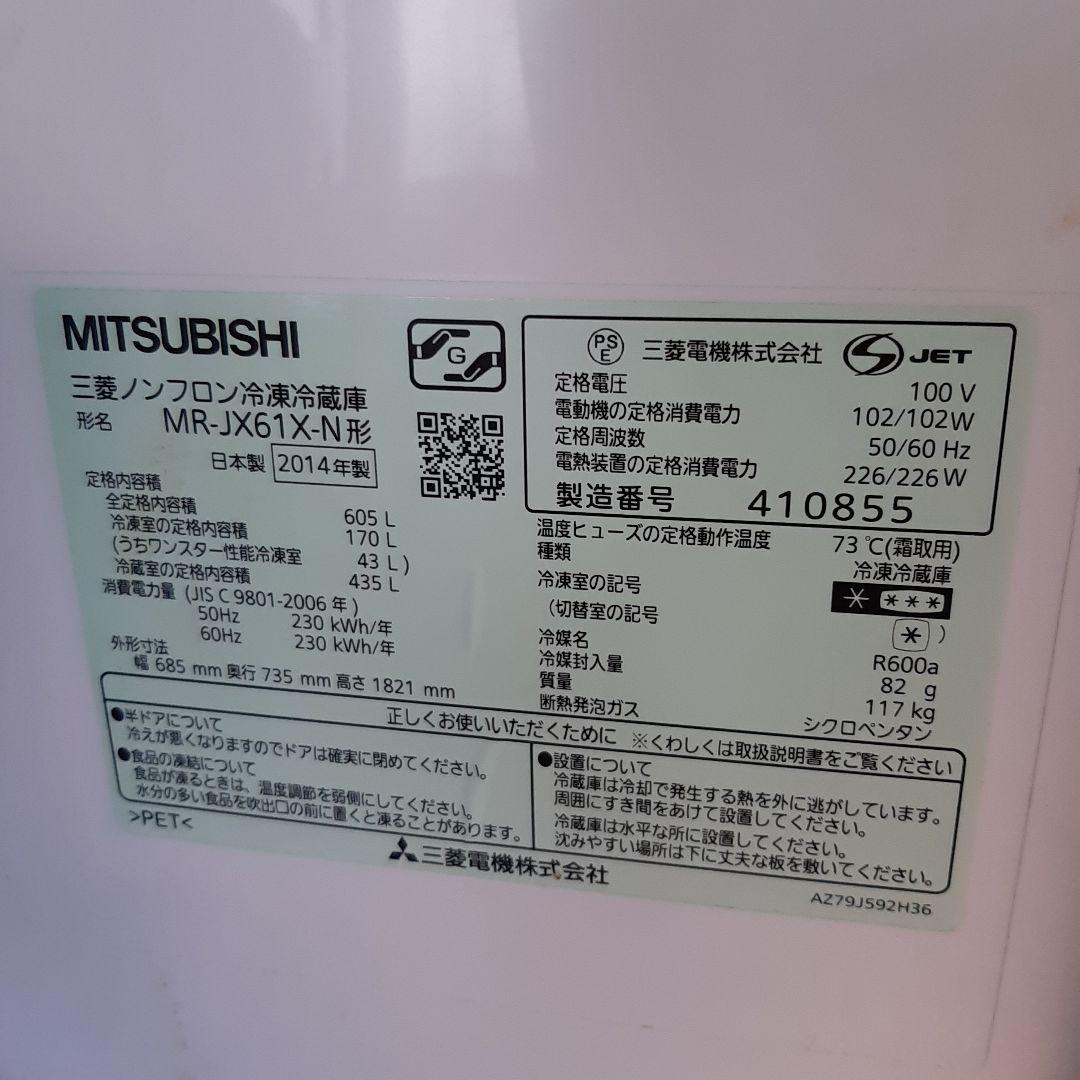 MITSUBISHI
G
三菱ノンフロン冷凍冷蔵庫
形名 MR-JX61X-N形
日本製 2014年製
定格内容積
全定格内容積 605 L
冷凍室の定格内容積 170 L
(うちワンスター性能冷凍室 43 L)
冷蔵室の定格内容積 435 L
消費電力量 (JIS C 9801-2006 年)
50Hz 230 kWh/年
60Hz 230 kWh/年
外形寸法
幅 685 mm 奥行 735 mm 高さ 1821 mm
PS E 三菱電機株式会社 S JET
定格電圧 100 V
電動機の定格消費電力 102/102W
定格周波数 50/60 Hz
電熱装置の定格消費電力 226/226W
製造番号 410855
温度ヒューズの定格動作温度 73℃(霜取用)
種類 冷凍冷蔵庫
冷凍室の記号 * ***
(切替室の記号 * )
冷媒名 R600a
冷媒封入量 82 g
質量 117 kg
断熱発泡ガス シクロペンタン
正しくお使いいただくために ※くわしくは取扱説明書をご覧ください
●半ドアについて
冷えが悪くなりますのでドアは確実に閉めてください。
●食品の凍結について
食品が凍るときは、温度調節を弱側にしてください。
水分の多い食品を吹出口の前に置くと凍ることがあります。
●設置について
冷蔵庫は冷却で発生する熱を外に逃がしています。
周囲にすき間をあけて設置してください。
冷蔵庫は水平な所に設置してください。
沈みやすい場所は下に丈夫な板を敷いてください。
>PET<
三菱電機株式会社
AZ79J592H36